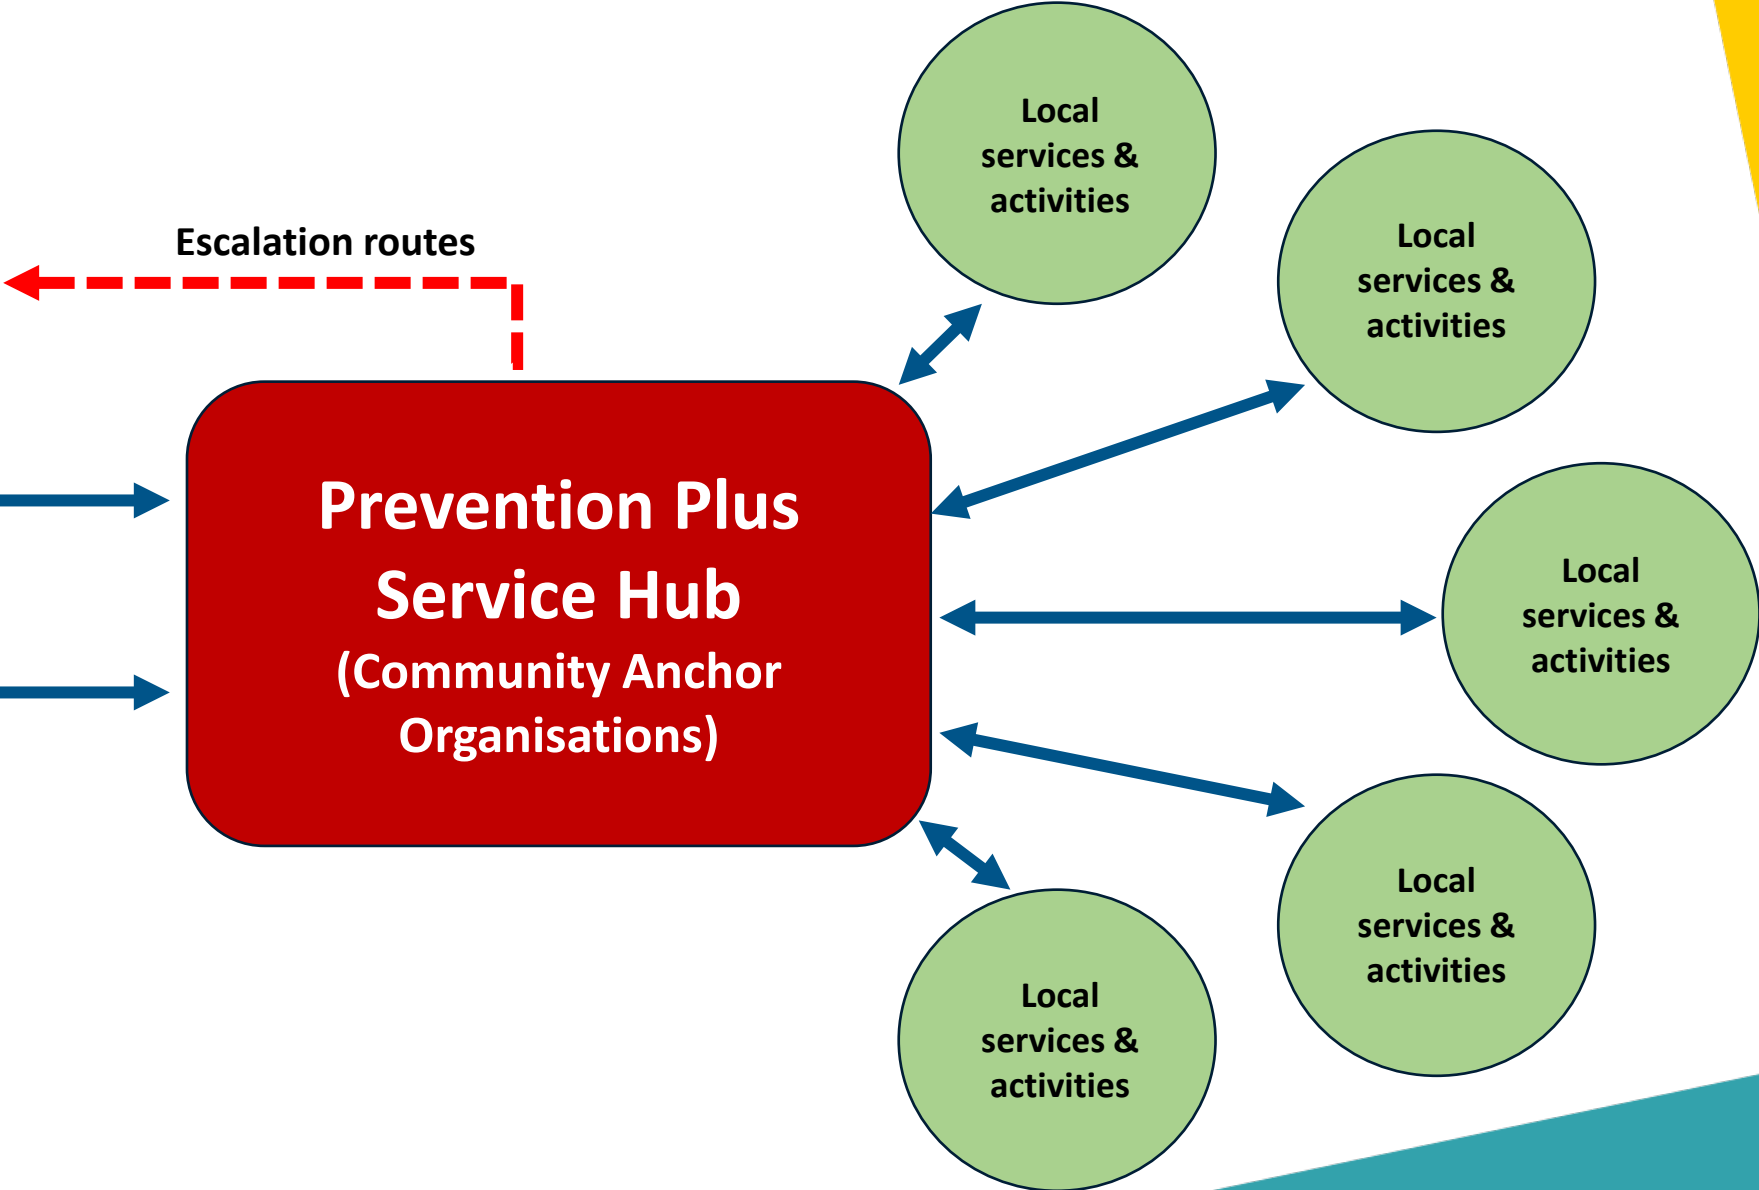 Local
services &
activities
Local
services &
activities
Escalation routes
Prevention Plus
Service Hub
(Community Anchor
Organisations)
Local
services &
activities
Local
services &
activities
Local
services &
activities